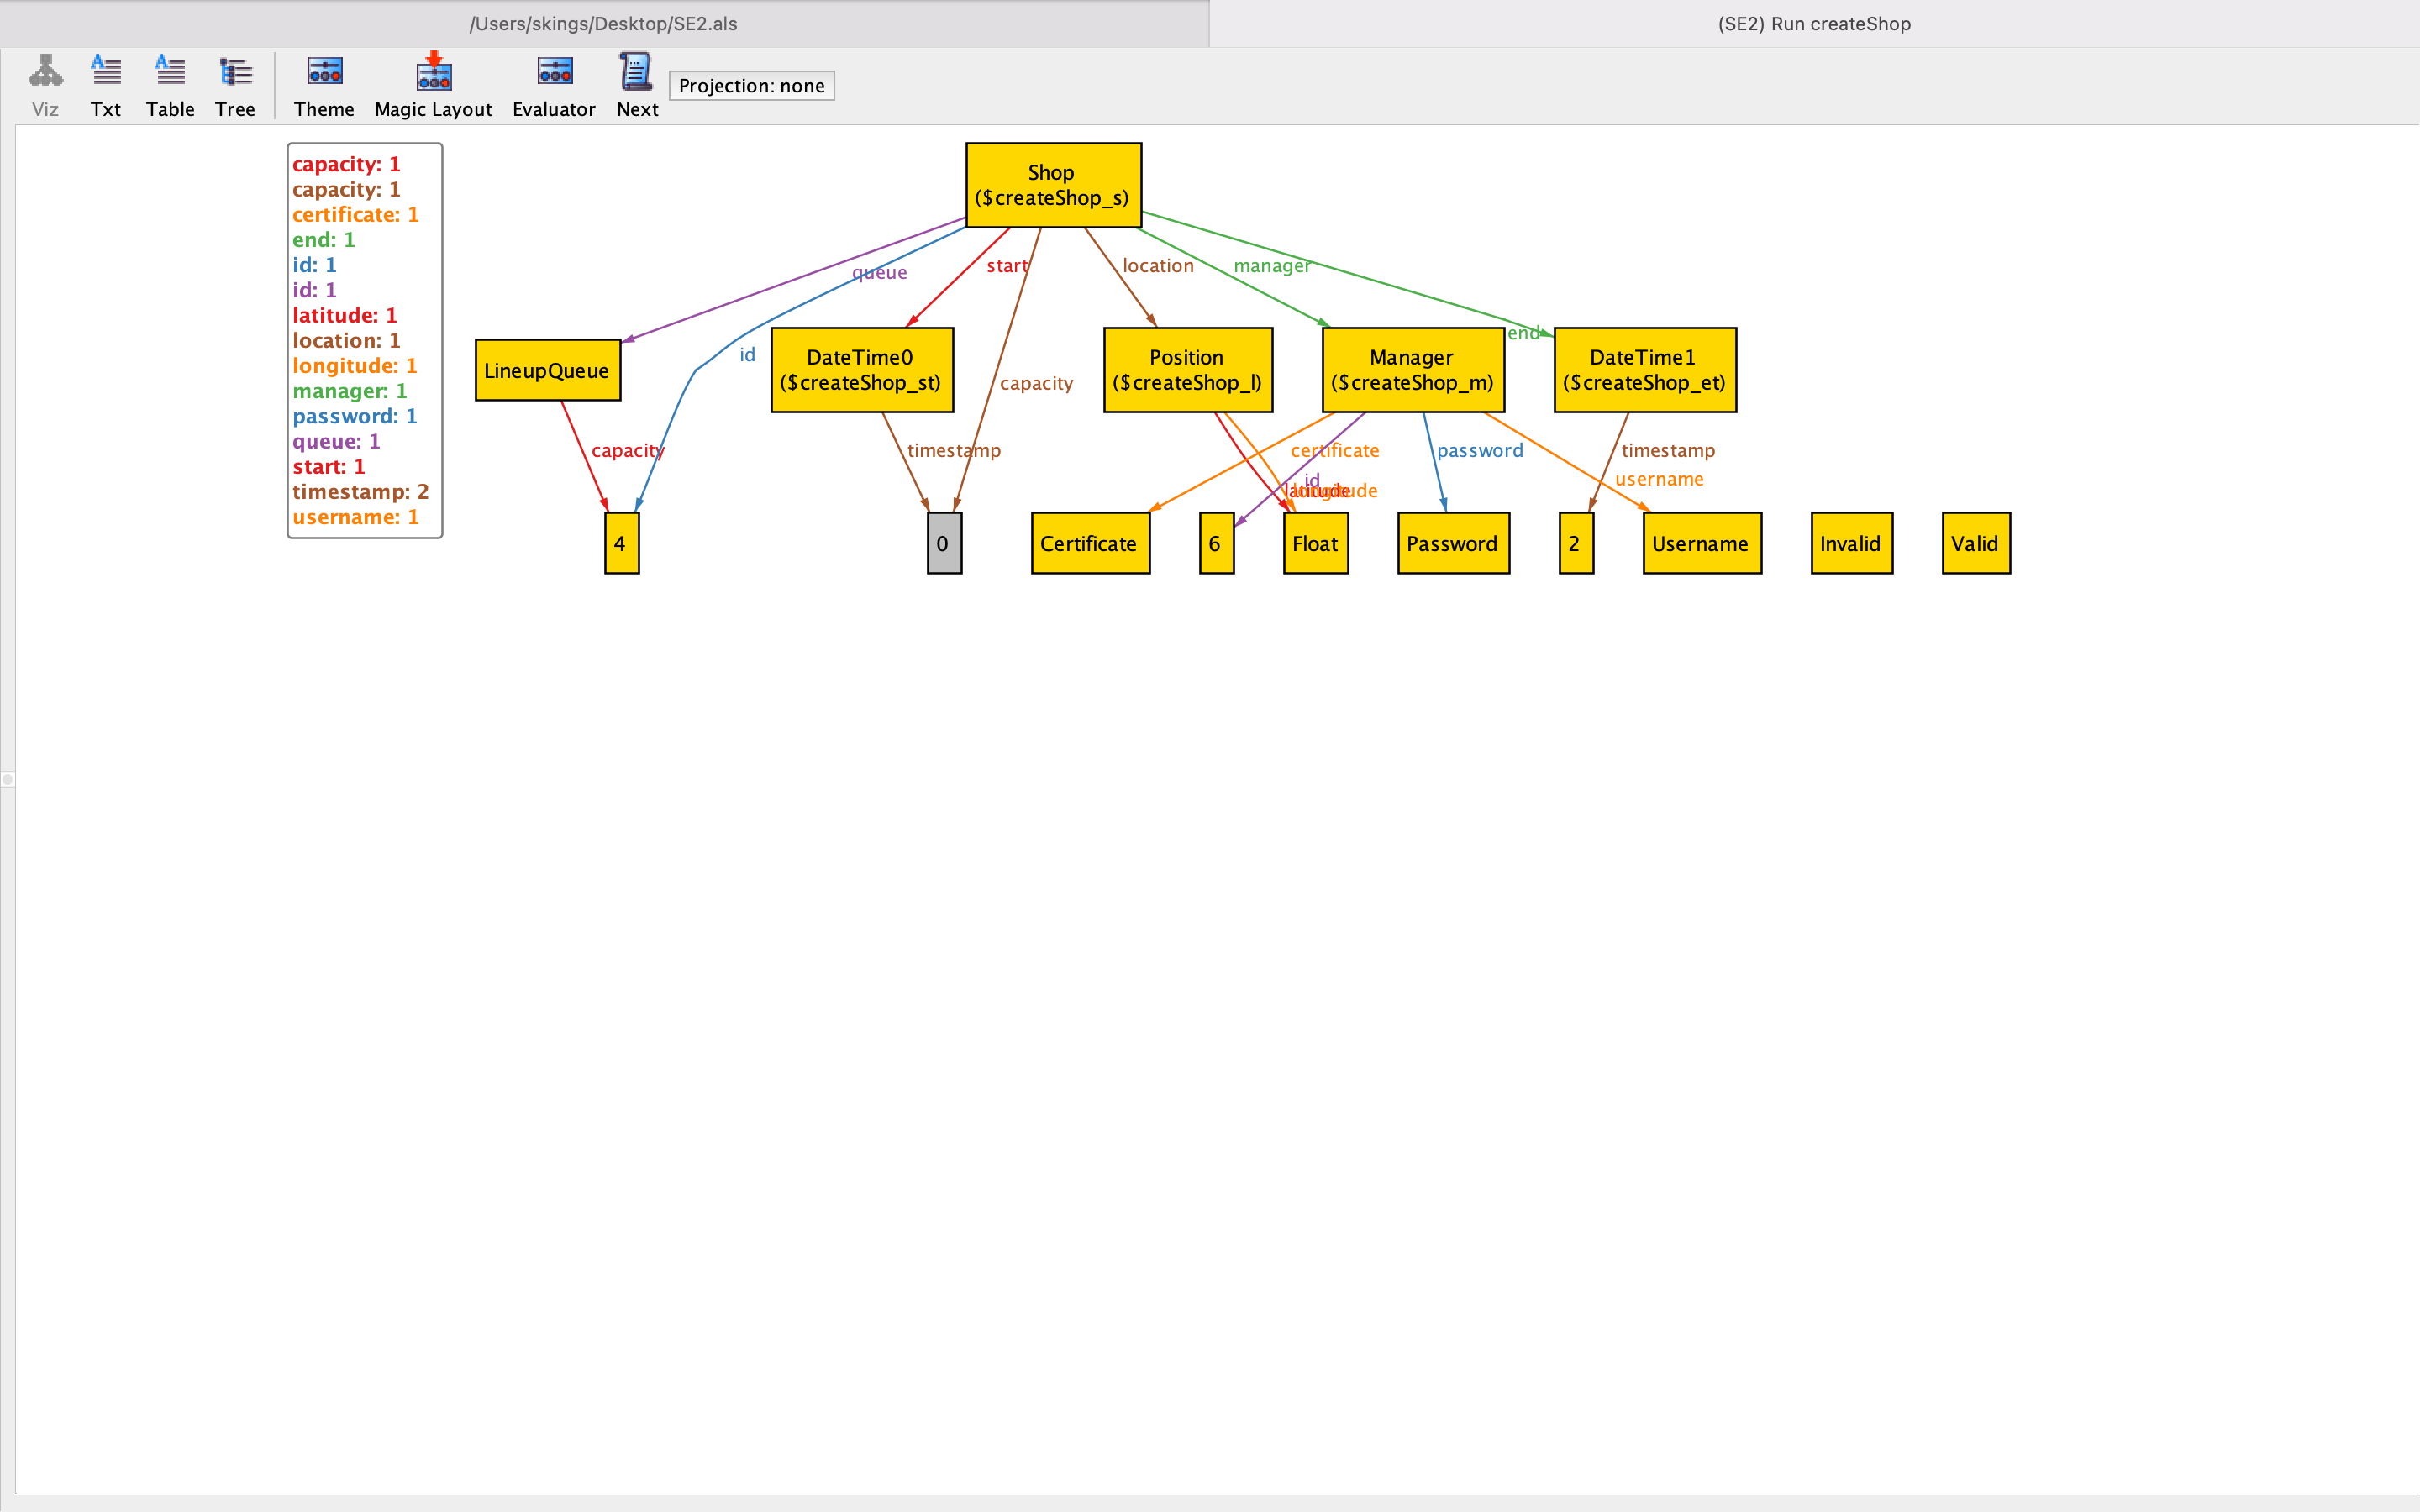 /Users/skings/Desktop/SE2.als
(SE2) Run createShop
Viz
Txt
Table
Tree
Theme
Magic Layout
Evaluator
Next
Projection: none
capacity: 1
capacity: 1
certificate: 1
end: 1
id: 1
id: 1
latitude: 1
location: 1
longitude: 1
manager: 1
password: 1
queue: 1
start: 1
timestamp: 2
username: 1
Shop
($createShop_s)
queue
start
location
manager
end
id
capacity
LineupQueue
DateTime0
($createShop_st)
Position
($createShop_l)
Manager
($createShop_m)
DateTime1
($createShop_et)
capacity
timestamp
certificate
id
latitude
longitude
password
timestamp
username
4
0
Certificate
6
Float
Password
2
Username
Invalid
Valid